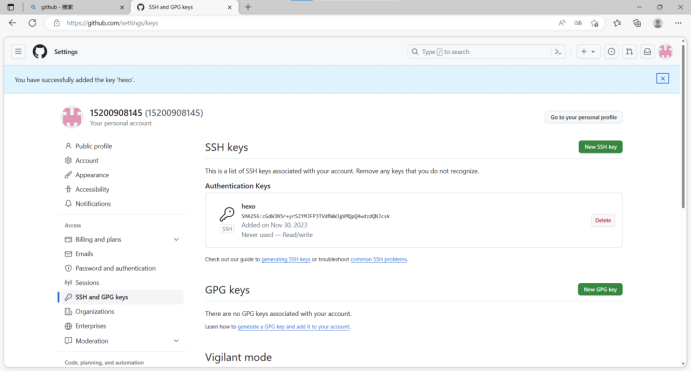 github - 搜索
SSH and GPG keys
https://github.com/settings/keys
Settings
Type / to search
You have successfully added the key 'hexo'.
15200908145 (15200908145)
Your personal account
Go to your personal profile
Public profile
Account
Appearance
Accessibility
Notifications
Access
Billing and plans
Emails
Password and authentication
Sessions
SSH and GPG keys
Organizations
Enterprises
Moderation
Code, planning, and automation
SSH keys
New SSH key
This is a list of SSH keys associated with your account. Remove any keys that you do not recognize.
Authentication Keys
hexo
SSH
Added on Nov 30, 2023
Never used — Read/write
Delete
Check out our guide to generating SSH keys or troubleshoot common SSH problems.
GPG keys
New GPG key
There are no GPG keys associated with your account.
Learn how to generate a GPG key and add it to your account.
Vigilant mode